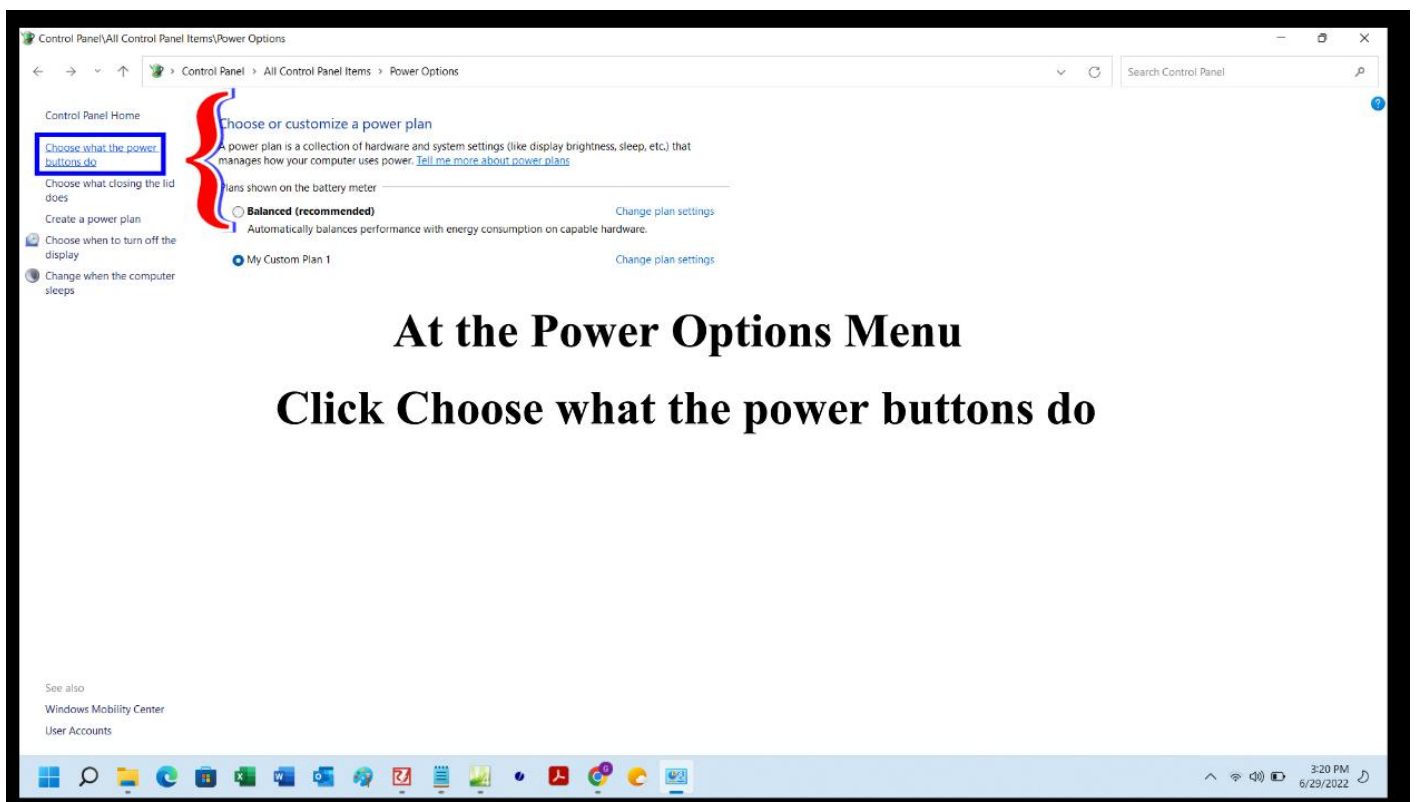 Control Panel\All Control Panel Items\Power Options
Control Panel > All Control Panel Items > Power Options
Search Control Panel
Control Panel Home
Choose what the power
buttons do
Choose what closing the lid
does
Create a power plan
Choose when to turn off the
display
Change when the computer
sleeps
Choose or customize a power plan
A power plan is a collection of hardware and system settings (like display brightness, sleep, etc.) that
manages how your computer uses power. Tell me more about power plans
Plans shown on the battery meter
Balanced (recommended) Change plan settings
Automatically balances performance with energy consumption on capable hardware.
My Custom Plan 1 Change plan settings
At the Power Options Menu
Click Choose what the power buttons do
See also
Windows Mobility Center
User Accounts
3:20 PM
6/29/2022